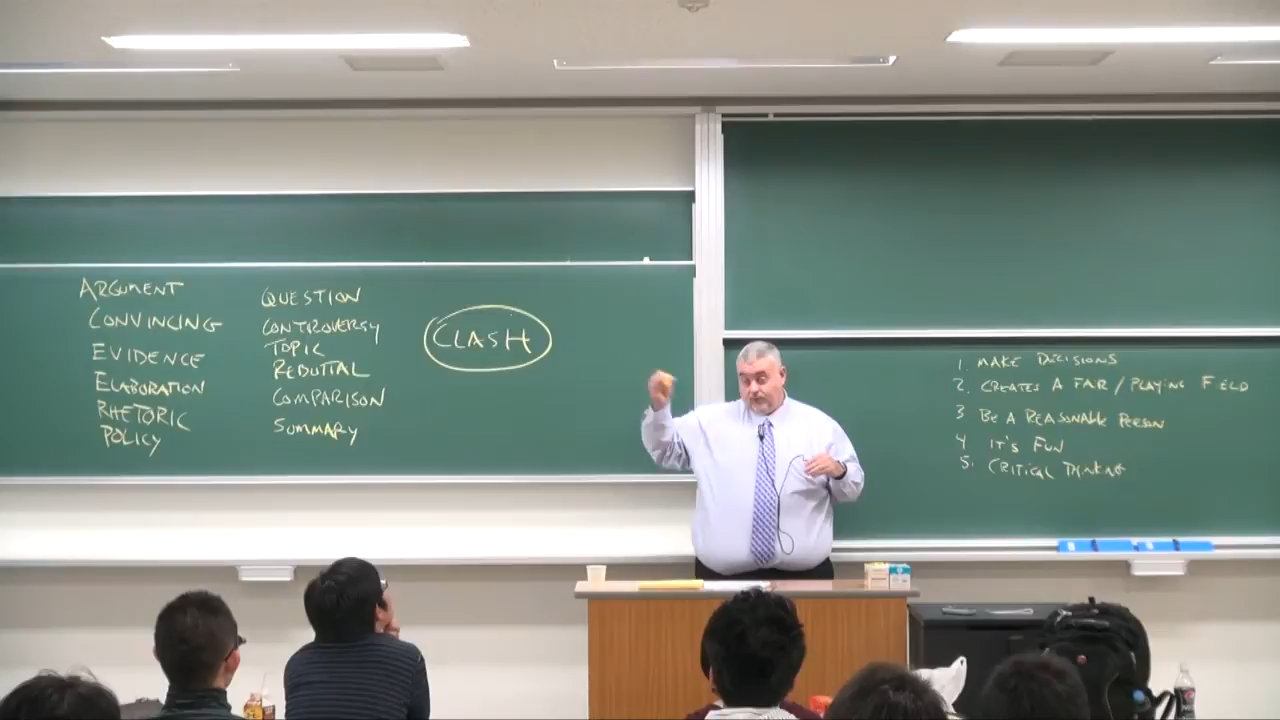 ARGUMENT
CONVINCING
EVIDENCE
ELABORATION
RHETORIC
POLICY
QUESTION
CONTROVERSY
TOPIC
REBUTTAL
COMPARISON
SUMMARY
CLASH
1. MAKE DECISIONS
2. CREATES A FAR / PLAYING FIELD
3 BE A REASONABLE PERSON
4 IT'S FUN
5. CRITICAL THINKING